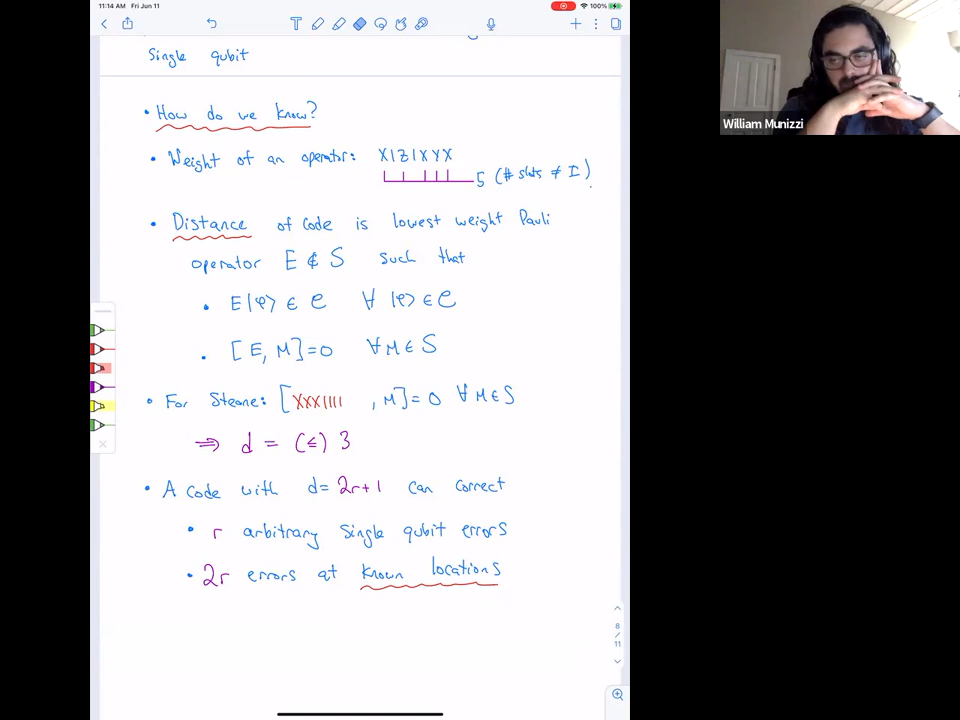 11:14 AM Fri Jun 11
100%
Single qubit
• How do we know?
• Weight of an operator: XIZIXYX
5 (# slots ≠ I)
• Distance of code is lowest weight Pauli
operator E ∉ S such that
• E|φ⟩ ∈ C ∀ |φ⟩ ∈ C
• [E, M] = 0 ∀ M ∈ S
• For Steane: [XXXIIII , M] = 0 ∀ M ∈ S
⇒ d = (≤) 3
• A code with d = 2r+1 can correct
• r arbitrary single qubit errors
• 2r errors at known locations
8
/
11
William Munizzi